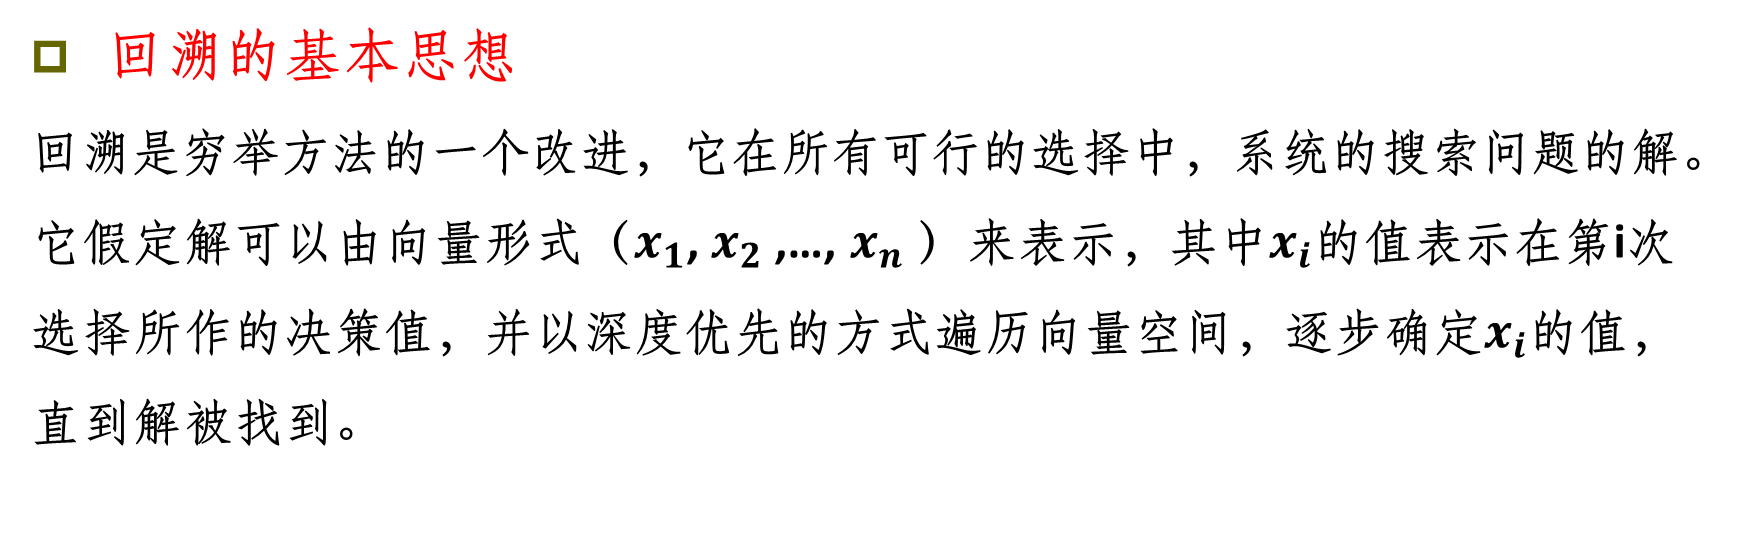 回溯的基本思想
回溯是穷举方法的一个改进，它在所有可行的选择中，系统的搜索问题的解。
它假定解可以由向量形式（x₁, x₂ ,..., xₙ）来表示，其中xᵢ的值表示在第i次
选择所作的决策值，并以深度优先的方式遍历向量空间，逐步确定xᵢ的值，
直到解被找到。